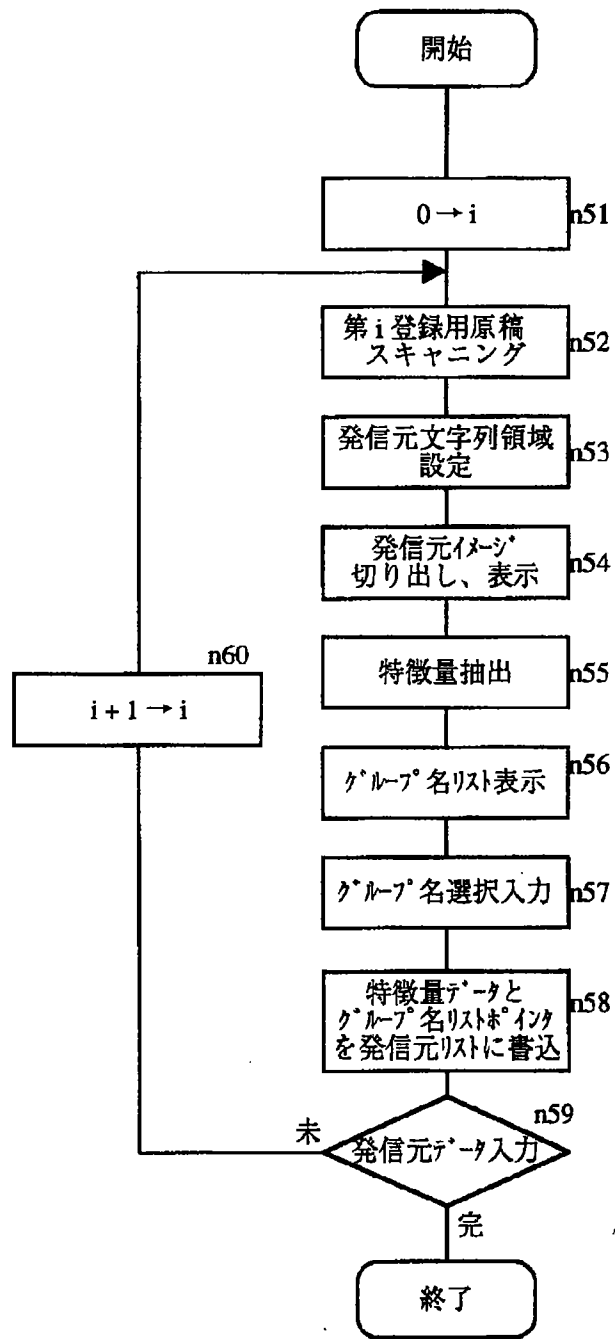 開始
0→i
n51
第i登録用原稿
スキャニング
n52
発信元文字列領域
設定
n53
発信元ｲﾒｰｼﾞ
切り出し、表示
n54
特徴量抽出
n55
n60
i+1→i
ｸﾞﾙｰﾌﾟ名ﾘｽﾄ表示
n56
ｸﾞﾙｰﾌﾟ名選択入力
n57
特徴量ﾃﾞｰﾀと
ｸﾞﾙｰﾌﾟ名ﾘｽﾄﾎﾟｲﾝﾀ
を発信元ﾘｽﾄに書込
n58
n59
未
発信元ﾃﾞｰﾀ入力
完
終了